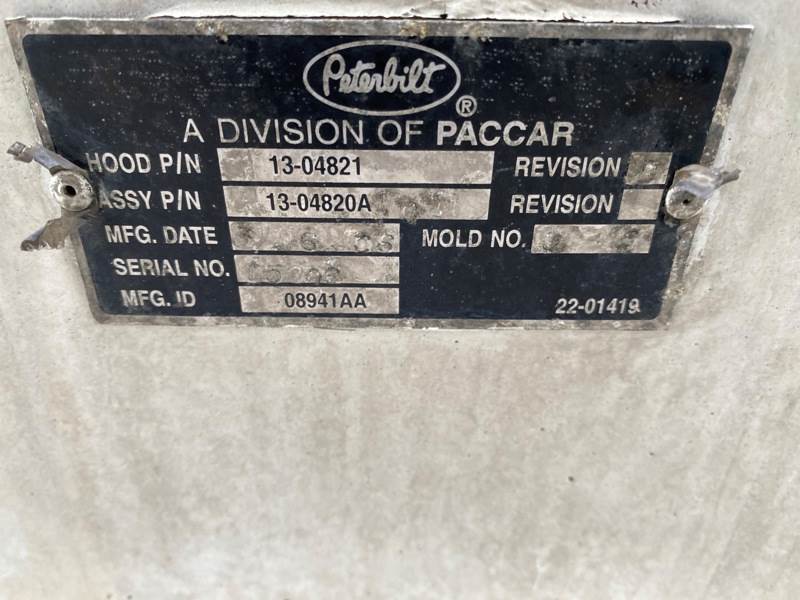 Peterbilt ®
A DIVISION OF PACCAR
HOOD P/N 13-04821 REVISION
ASSY P/N 13-04820A REVISION
MFG. DATE MOLD NO.
SERIAL NO.
MFG. ID 08941AA 22-01419